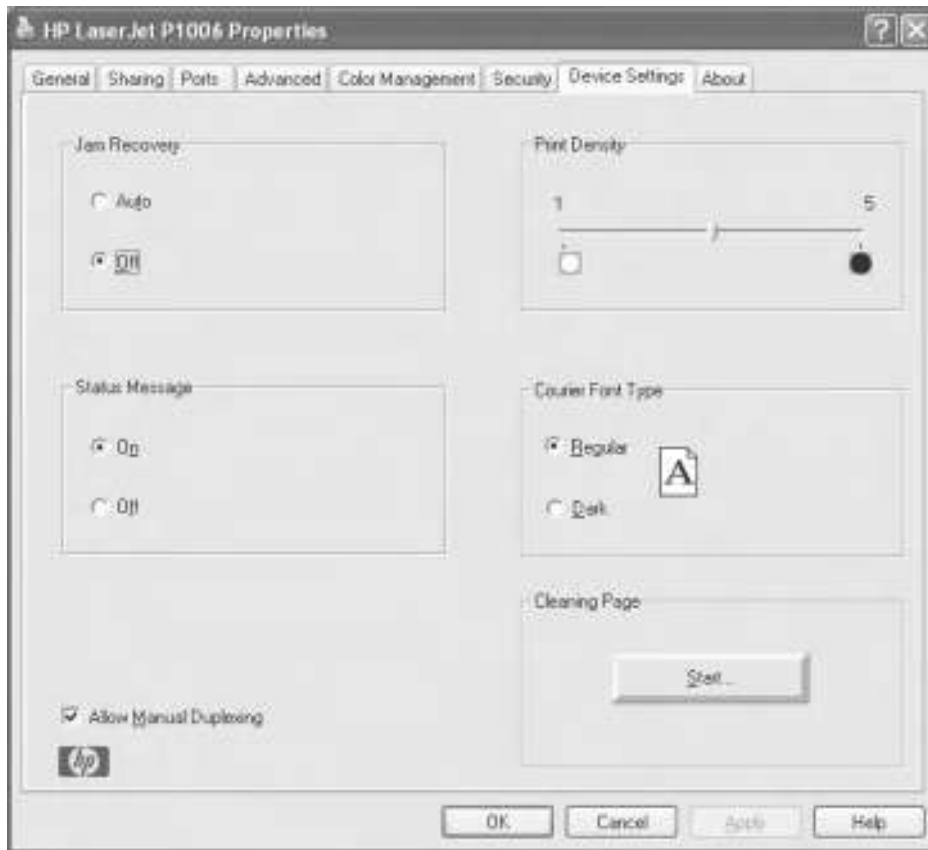 HP LaserJet P1006 Properties
General Sharing Ports Advanced Color Management Security Device Settings About
Jam Recovery
Auto
Off
Print Density
1 5
Status Message
On
Off
Courier Font Type
Regular
A
Dark
Cleaning Page
Start...
Allow Manual Duplexing
hp
OK Cancel Apply Help